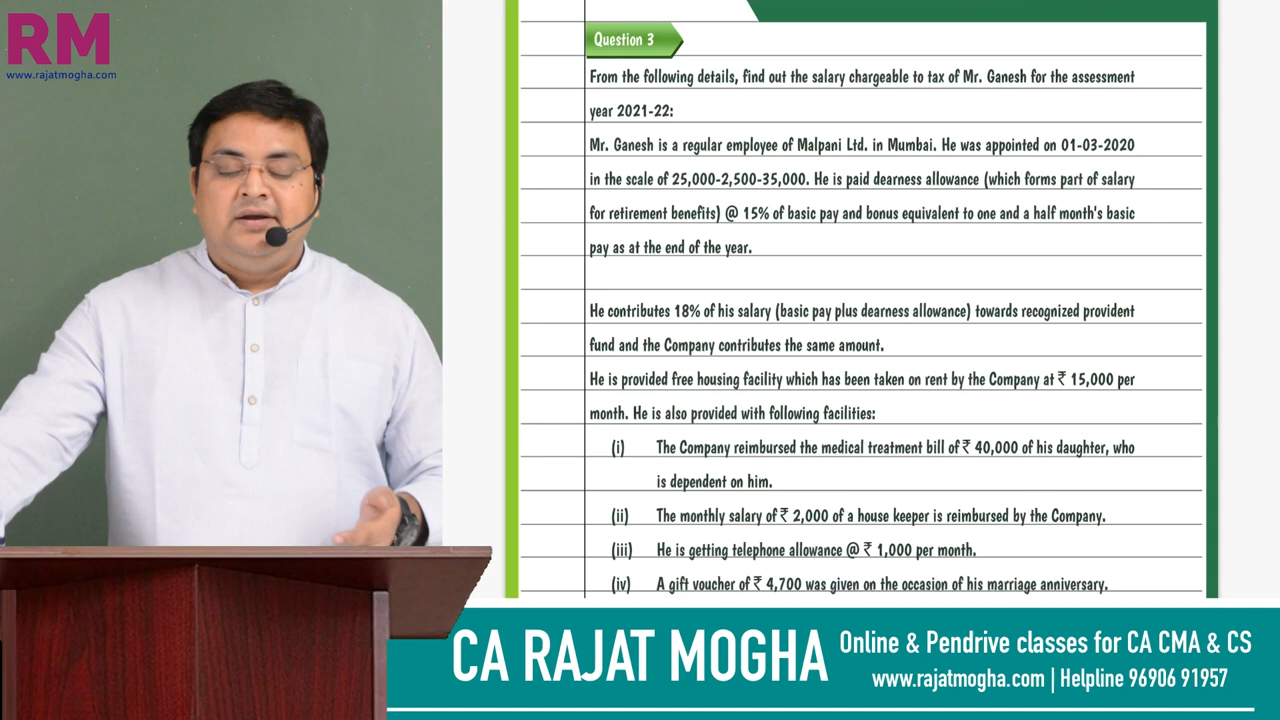 RM
www.rajatmogha.com
Question 3
From the following details, find out the salary chargeable to tax of Mr. Ganesh for the assessment
year 2021-22:
Mr. Ganesh is a regular employee of Malpani Ltd. in Mumbai. He was appointed on 01-03-2020
in the scale of 25,000-2,500-35,000. He is paid dearness allowance (which forms part of salary
for retirement benefits) @ 15% of basic pay and bonus equivalent to one and a half month's basic
pay as at the end of the year.
He contributes 18% of his salary (basic pay plus dearness allowance) towards recognized provident
fund and the Company contributes the same amount.
He is provided free housing facility which has been taken on rent by the Company at ₹ 15,000 per
month. He is also provided with following facilities:
(i) The Company reimbursed the medical treatment bill of ₹ 40,000 of his daughter, who
is dependent on him.
(ii) The monthly salary of ₹ 2,000 of a house keeper is reimbursed by the Company.
(iii) He is getting telephone allowance @ ₹ 1,000 per month.
(iv) A gift voucher of ₹ 4,700 was given on the occasion of his marriage anniversary.
CA RAJAT MOGHA
Online & Pendrive classes for CA CMA & CS
www.rajatmogha.com | Helpline 96906 91957